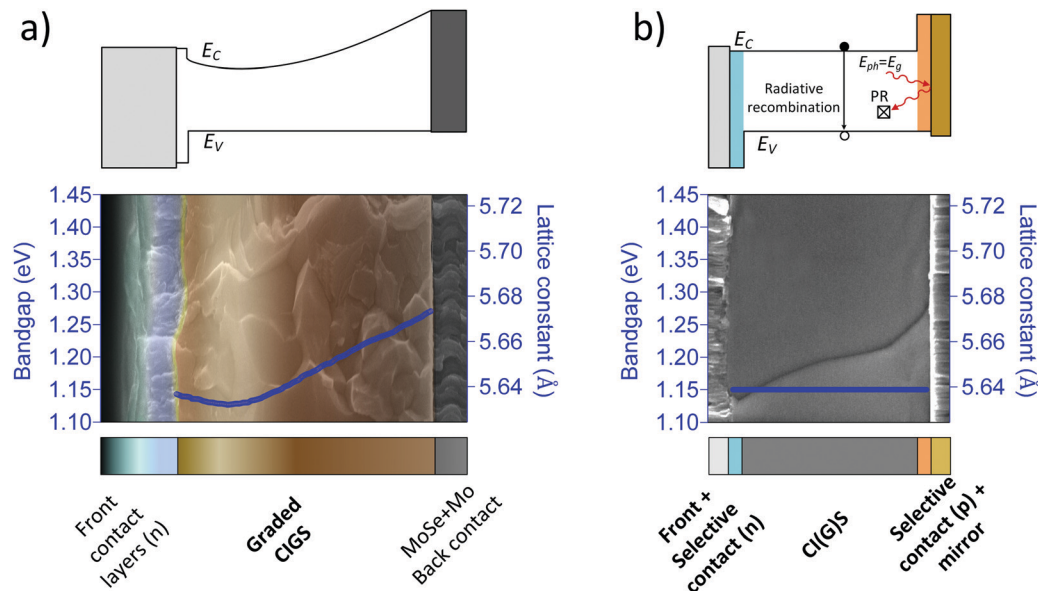 a)
E_C
E_V
Bandgap (eV)
1.45
1.40
1.35
1.30
1.25
1.20
1.15
1.10
5.72
5.70
5.68
5.66
5.64
Lattice constant (Å)
Front
contact
layers (n)
Graded
CIGS
MoSe+Mo
Back contact
b)
E_C
E_ph=E_g
Radiative
recombination
PR
E_V
Bandgap (eV)
1.45
1.40
1.35
1.30
1.25
1.20
1.15
1.10
5.72
5.70
5.68
5.66
5.64
Lattice constant (Å)
Front +
Selective
contact (n)
CI(G)S
Selective
contact (p) +
mirror